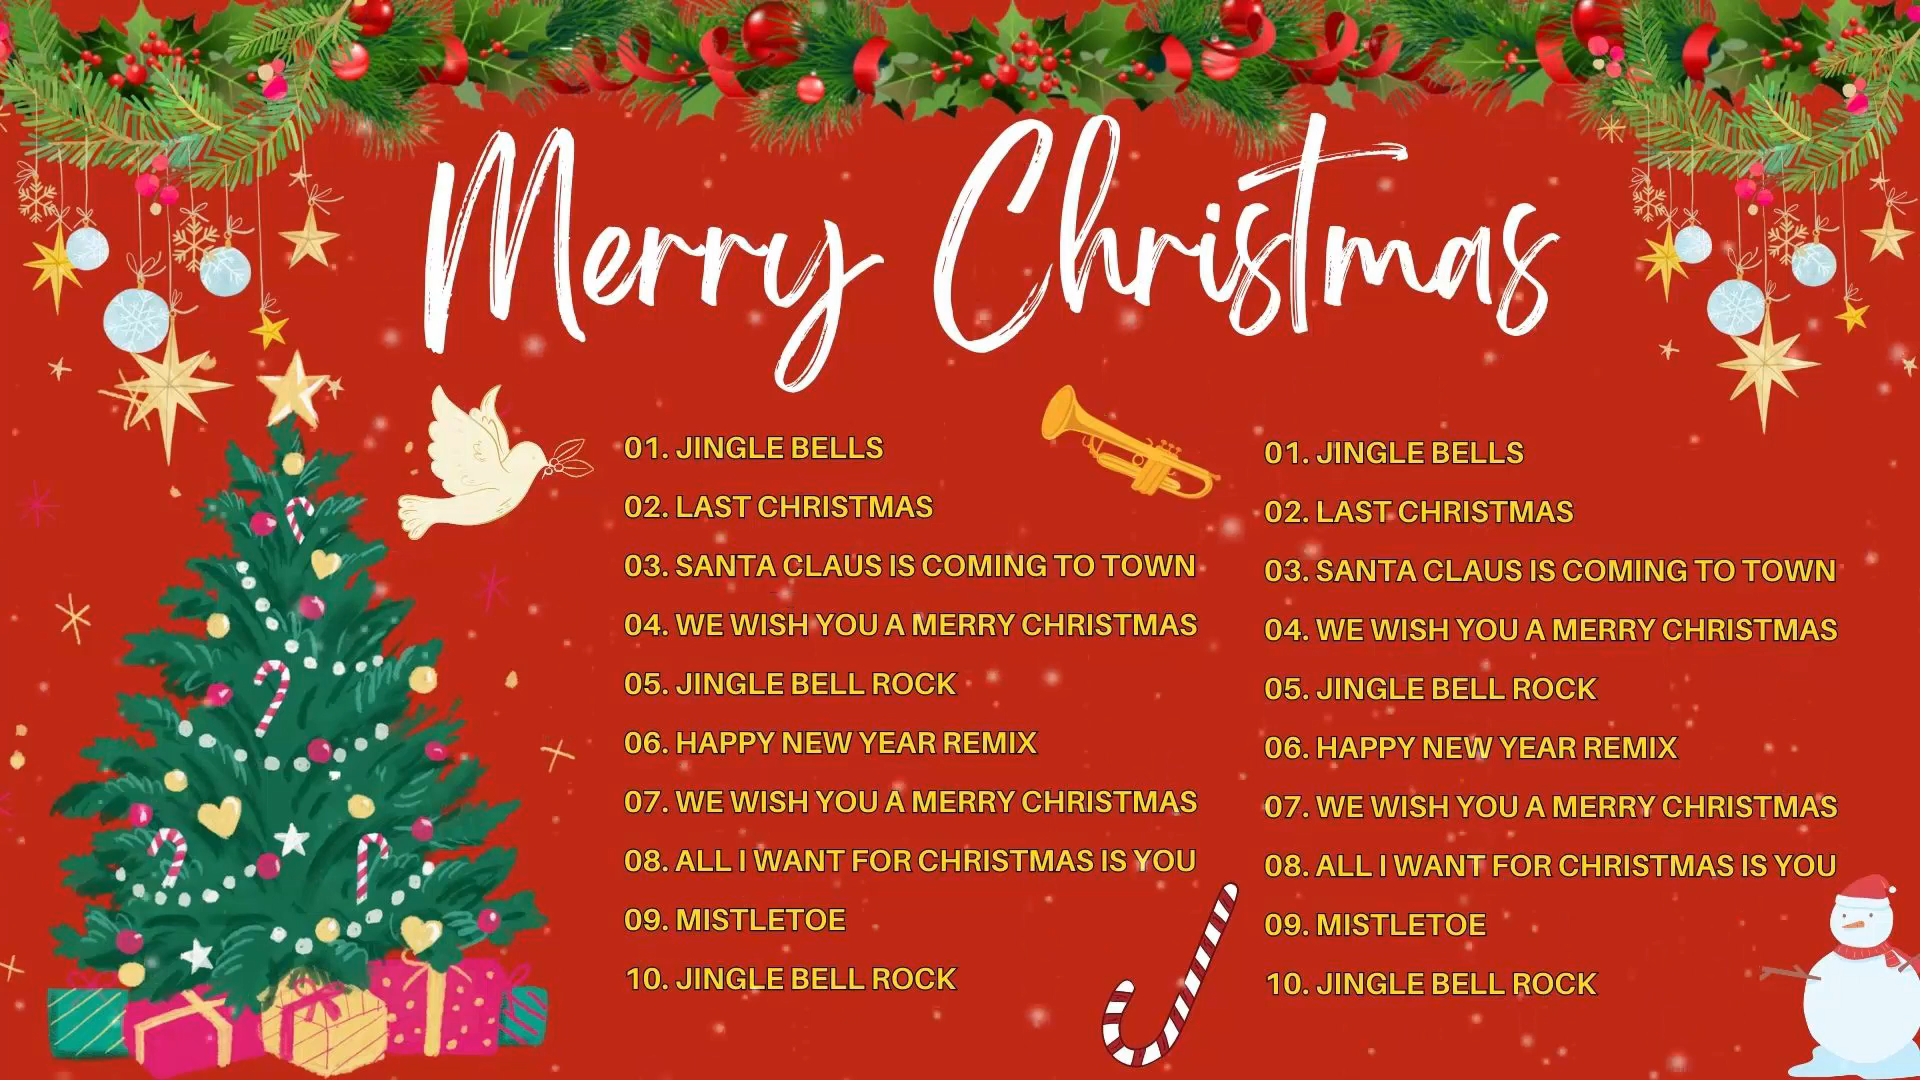 Merry Christmas
01. JINGLE BELLS
02. LAST CHRISTMAS
03. SANTA CLAUS IS COMING TO TOWN
04. WE WISH YOU A MERRY CHRISTMAS
05. JINGLE BELL ROCK
06. HAPPY NEW YEAR REMIX
07. WE WISH YOU A MERRY CHRISTMAS
08. ALL I WANT FOR CHRISTMAS IS YOU
09. MISTLETOE
10. JINGLE BELL ROCK
01. JINGLE BELLS
02. LAST CHRISTMAS
03. SANTA CLAUS IS COMING TO TOWN
04. WE WISH YOU A MERRY CHRISTMAS
05. JINGLE BELL ROCK
06. HAPPY NEW YEAR REMIX
07. WE WISH YOU A MERRY CHRISTMAS
08. ALL I WANT FOR CHRISTMAS IS YOU
09. MISTLETOE
10. JINGLE BELL ROCK